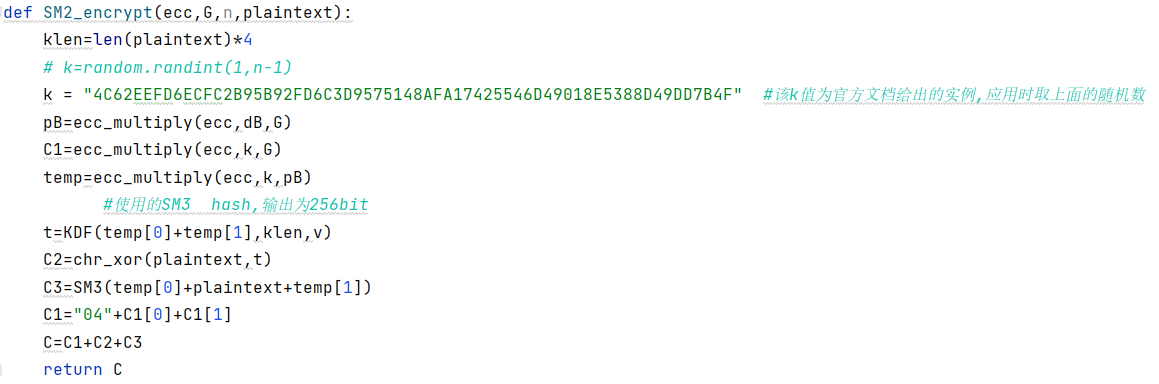 def SM2_encrypt(ecc,G,n,plaintext):
    klen=len(plaintext)*4
    # k=random.randint(1,n-1)
    k = "4C62EEFD6ECFC2B95B92FD6C3D9575148AFA17425546D49018E5388D49DD7B4F"  #该k值为官方文档给出的实例,应用时取上面的随机数
    pB=ecc_multiply(ecc,dB,G)
    C1=ecc_multiply(ecc,k,G)
    temp=ecc_multiply(ecc,k,pB)
          #使用的SM3  hash,输出为256bit
    t=KDF(temp[0]+temp[1],klen,v)
    C2=chr_xor(plaintext,t)
    C3=SM3(temp[0]+plaintext+temp[1])
    C1="04"+C1[0]+C1[1]
    C=C1+C2+C3
    return C